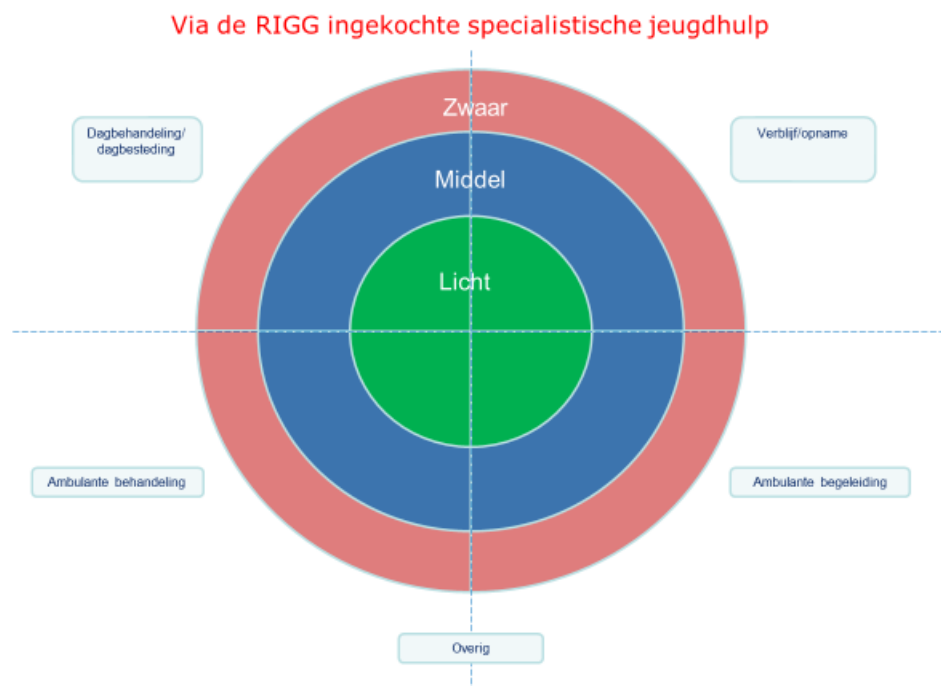 Via de RIGG ingekochte specialistische jeugdhulp
Zwaar
Dagbehandeling/
dagbesteding
Verblijf/opname
Middel
Licht
Ambulante behandeling
Ambulante begeleiding
Overig